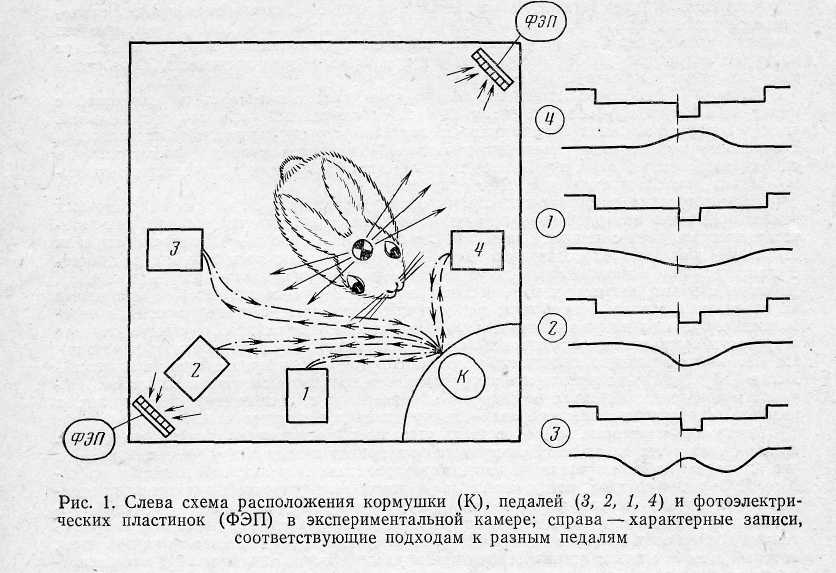 ФЭП
4
3
4
1
2
2
К
1
ФЭП
3
Рис. 1. Слева схема расположения кормушки (К), педалей (3, 2, 1, 4) и фотоэлектри-
ческих пластинок (ФЭП) в экспериментальной камере; справа — характерные записи,
соответствующие подходам к разным педалям